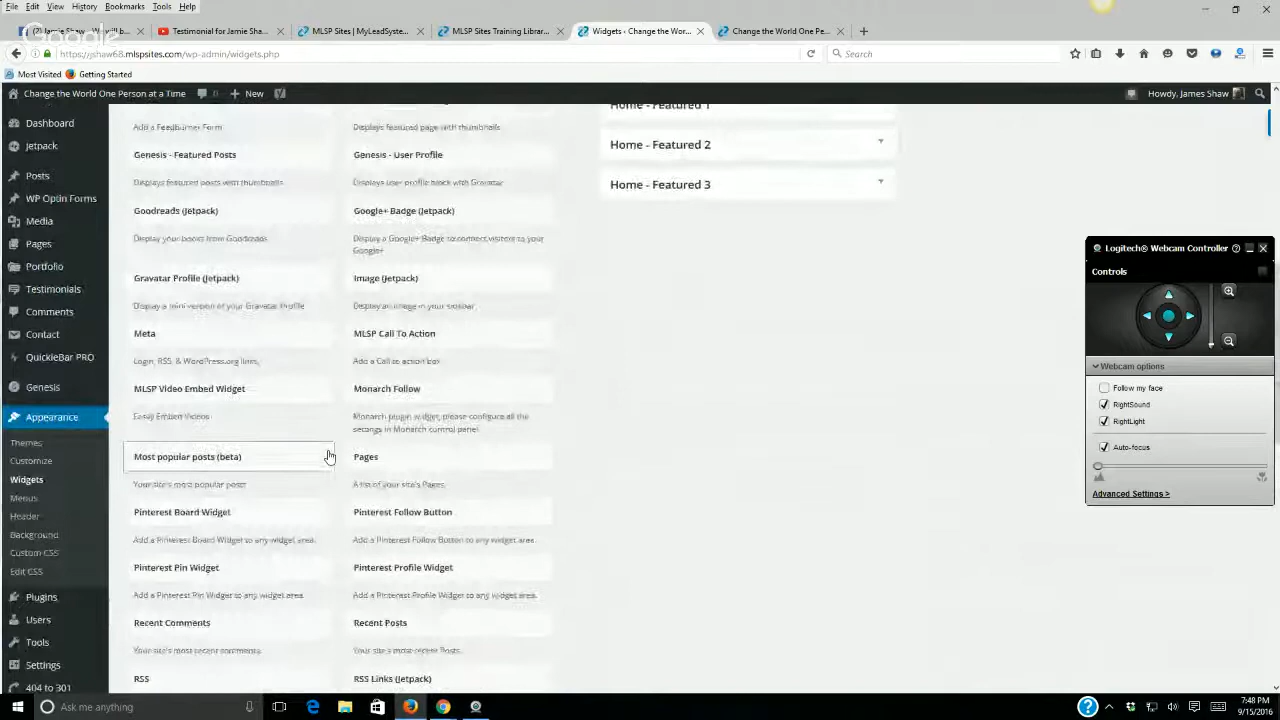 File Edit View History Bookmarks Tools Help
(2) Jamie Shaw - Will b... Testimonial for Jamie Sha... MLSP Sites | MyLeadSyste... MLSP Sites Training Librar... Widgets ‹ Change the Wor... Change the World One Pe...
Google
https://jshaw68.mlspsites.com/wp-admin/widgets.php Search
Most Visited Getting Started
Change the World One Person at a Time 0 New Howdy, James Shaw
Dashboard
Jetpack
Posts
WP Optin Forms
Media
Pages
Portfolio
Testimonials
Comments
Contact
QuickieBar PRO
Genesis
Appearance
Themes
Customize
Widgets
Menus
Header
Background
Custom CSS
Edit CSS
Plugins
Users
Tools
Settings
404 to 301
Add a Feedburner Form Displays featured page with thumbnails
Genesis - Featured Posts Genesis - User Profile
Displays featured posts with thumbnails Displays user profile block with Gravatar
Goodreads (Jetpack) Google+ Badge (Jetpack)
Display your books from Goodreads Display a Google+ Badge to connect visitors to your
Google+
Gravatar Profile (Jetpack) Image (Jetpack)
Display a mini version of your Gravatar Profile Display an image in your sidebar
Meta MLSP Call To Action
Login, RSS, & WordPress.org links. Add a Call to action box
MLSP Video Embed Widget Monarch Follow
Easily Embed Videos Monarch plugin widget, please configure all the
settings in Monarch control panel.
Most popular posts (beta) Pages
Your site's most popular posts A list of your site's Pages.
Pinterest Board Widget Pinterest Follow Button
Add a Pinterest Board Widget to any widget area. Add a Pinterest Follow Button to any widget area.
Pinterest Pin Widget Pinterest Profile Widget
Add a Pinterest Pin Widget to any widget area. Add a Pinterest Profile Widget to any widget area.
Recent Comments Recent Posts
Your site's most recent comments. Your site's most recent Posts.
RSS RSS Links (Jetpack)
Home - Featured 1
Home - Featured 2
Home - Featured 3
Logitech® Webcam Controller
Controls
Webcam options
Follow my face
RightSound
RightLight
Auto-focus
Advanced Settings >
Ask me anything
7:48 PM
9/15/2016